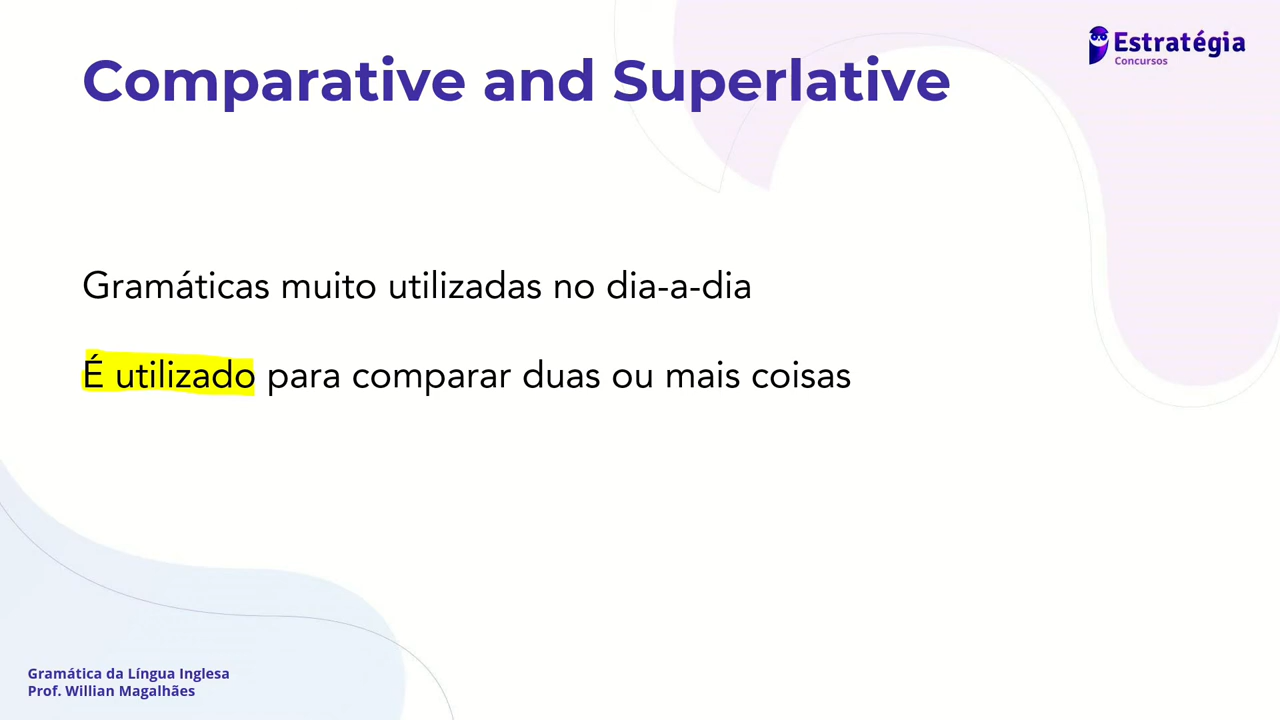 Estratégia
Concursos
Comparative and Superlative
Gramáticas muito utilizadas no dia-a-dia
É utilizado para comparar duas ou mais coisas
Gramática da Língua Inglesa
Prof. Willian Magalhães